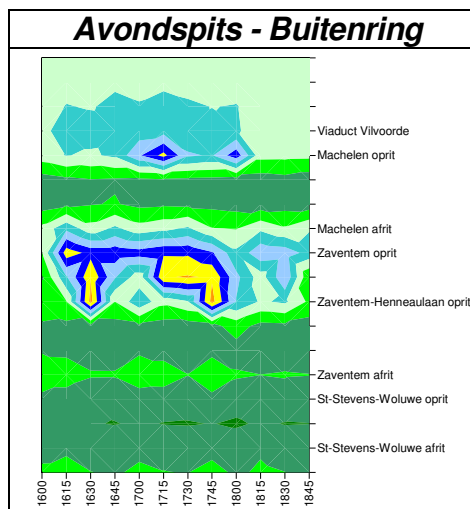 Avondspits - Buitenring
Viaduct Vilvoorde
Machelen oprit
Machelen afrit
Zaventem oprit
Zaventem-Henneaulaan oprit
Zaventem afrit
St-Stevens-Woluwe oprit
St-Stevens-Woluwe afrit
1600 1615 1630 1645 1700 1715 1730 1745 1800 1815 1830 1845